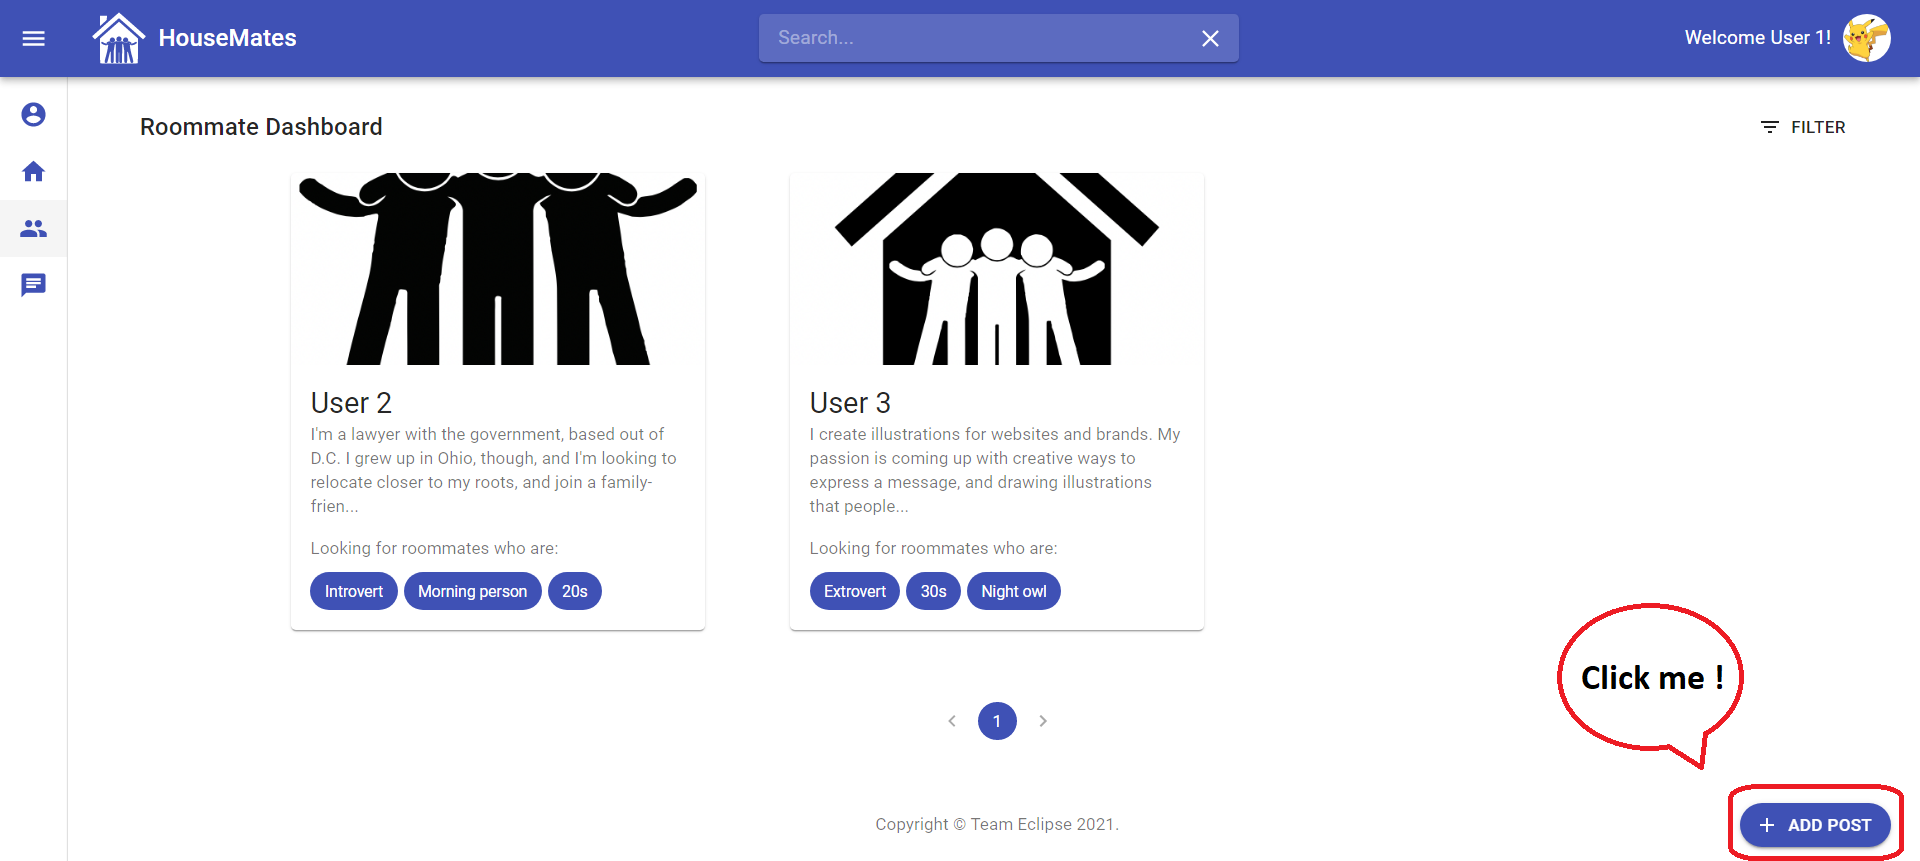 HouseMates
Search...
Welcome User 1!
Roommate Dashboard
FILTER
User 2
I'm a lawyer with the government, based out of
D.C. I grew up in Ohio, though, and I'm looking to
relocate closer to my roots, and join a family-
frien...
Looking for roommates who are:
Introvert
Morning person
20s
User 3
I create illustrations for websites and brands. My
passion is coming up with creative ways to
express a message, and drawing illustrations
that people...
Looking for roommates who are:
Extrovert
30s
Night owl
Click me !
1
Copyright © Team Eclipse 2021.
ADD POST